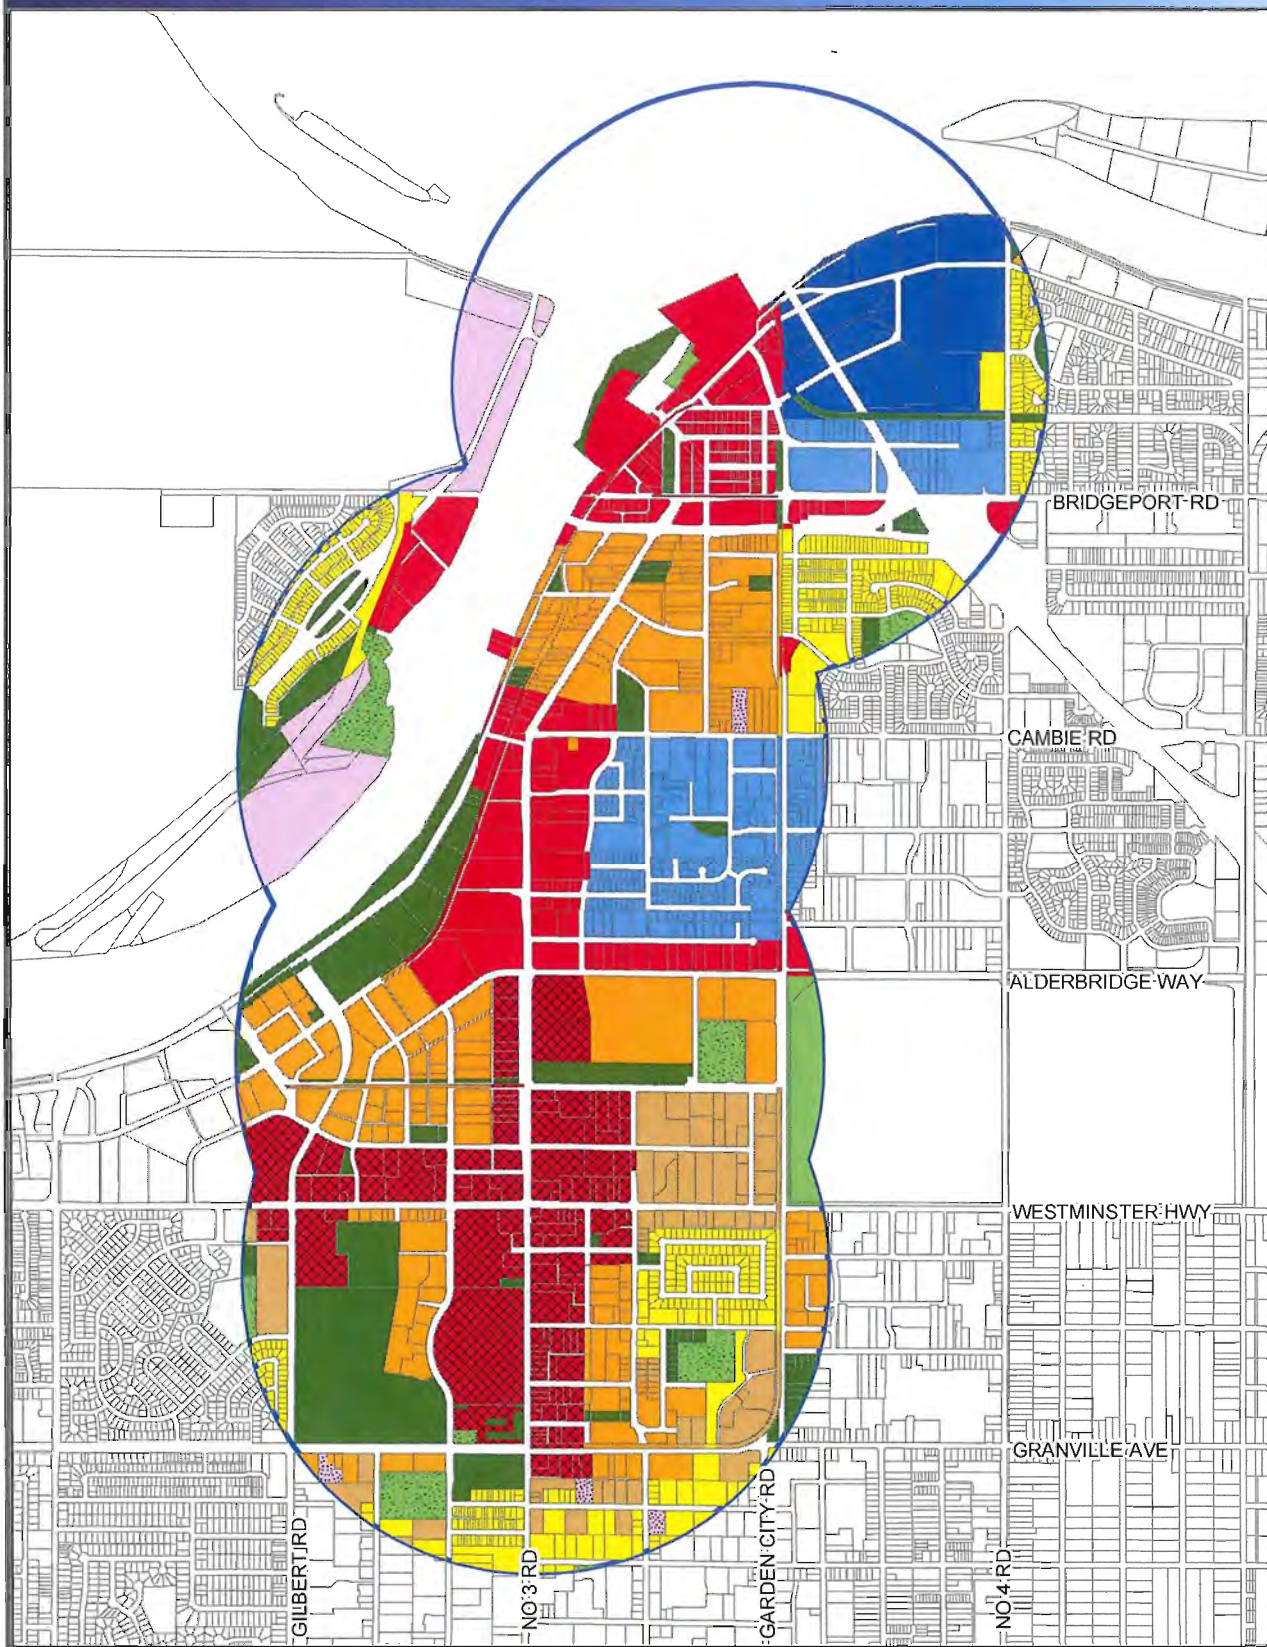 BRIDGEPORT RD
CAMBIE RD
ALDERBRIDGE WAY
WESTMINSTER HWY
GRANVILLE AVE
GILBERT RD
NO 3 RD
GARDEN CITY RD
NO 4 RD